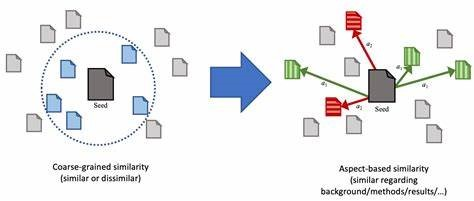 Seed
Coarse-grained similarity
(similar or dissimilar)
a₂
a₁
a₁
a₁
a₂
Seed
Aspect-based similarity
(similar regarding
background/methods/results/...)